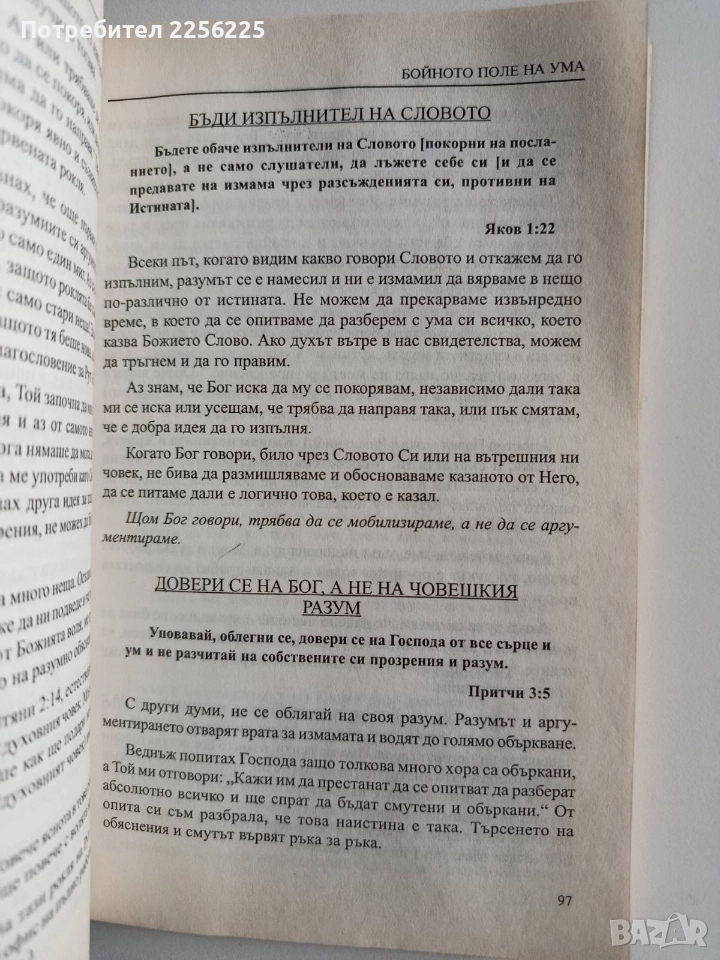 Потребител 2256225
БОЙНОТО ПОЛЕ НА УМА
БЪДИ ИЗПЪЛНИТЕЛ НА СЛОВОТО
Бъдете обаче изпълнители на Словото [покорни на посла-
нието], а не само слушатели, да лъжете себе си [и да се
предавате на измама чрез разсъжденията си, противни на
Истината].
Яков 1:22
Всеки път, когато видим какво говори Словото и откажем да го
изпълним, разумът се е намесил и ни е измамил да вярваме в нещо
по-различно от истината. Не можем да прекарваме извънредно
време, в което да се опитваме да разберем с ума си всичко, което
казва Божието Слово. Ако духът вътре в нас свидетелства, можем
да тръгнем и да го правим.
Аз знам, че Бог иска да му се покорявам, независимо дали така
ми се иска или усещам, че трябва да направя така, или пък смятам,
че е добра идея да го изпълня.
Когато Бог говори, било чрез Словото Си или на вътрешния ни
човек, не бива да размишляваме и обосноваваме казаното от Него,
да се питаме дали е логично това, което е казал.
Щом Бог говори, трябва да се мобилизираме, а не да се аргу-
ментираме.
ДОВЕРИ СЕ НА БОГ, А НЕ НА ЧОВЕШКИЯ
РАЗУМ
Уповавай, облегни се, довери се на Господа от все сърце и
ум и не разчитай на собствените си прозрения и разум.
Притчи 3:5
С други думи, не се облягай на своя разум. Разумът и аргу-
ментирането отварят врата за измамата и водят до голямо объркване.
Веднъж попитах Господа защо толкова много хора са объркани,
а Той ми отговори: „Кажи им да престанат да се опитват да разберат
абсолютно всичко и ще спрат да бъдат смутени и объркани.“ От
опита си съм разбрала, че това наистина е така. Търсенето на
обяснения и смутът вървят ръка за ръка.
97
BAZAR